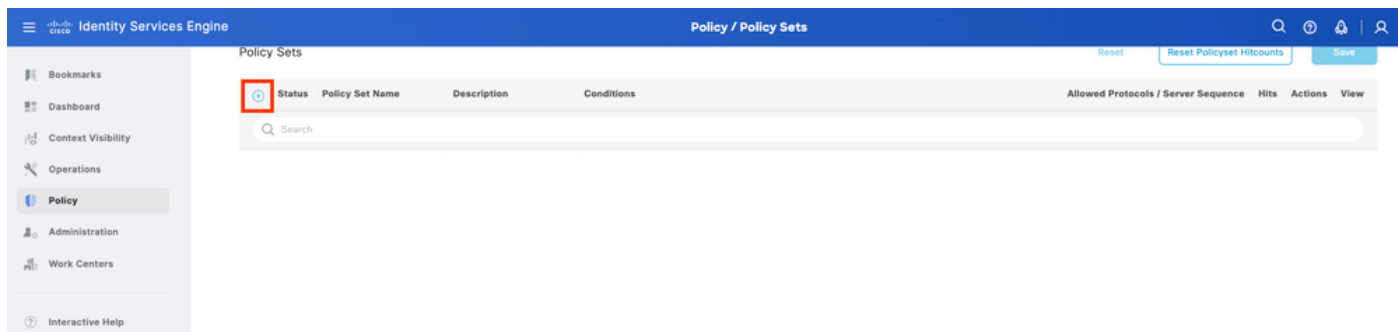 cisco Identity Services Engine Policy / Policy Sets
Policy Sets Reset Reset Policyset Hitcounts Save
Bookmarks
Dashboard
Context Visibility
Operations
Policy
Administration
Work Centers
Interactive Help
Status Policy Set Name Description Conditions Allowed Protocols / Server Sequence Hits Actions View
Search